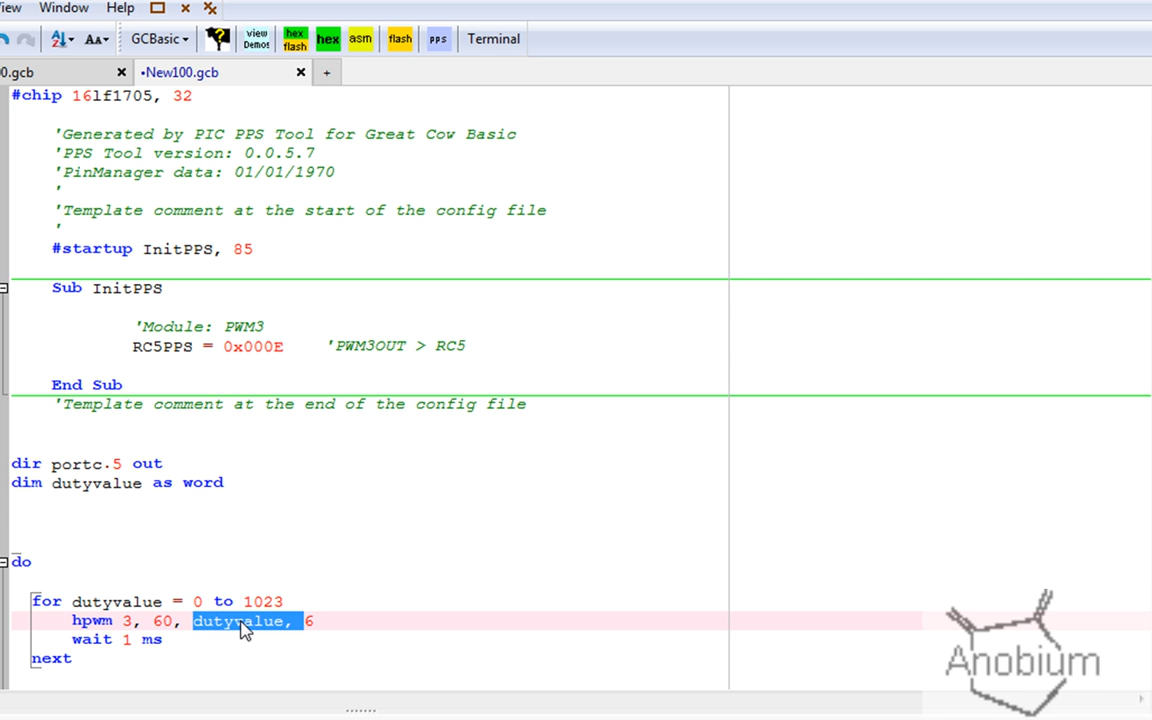 iew Window Help
GCBasic view Demos hex flash hex asm flash pps Terminal
0.gcb •New100.gcb
#chip 16lf1705, 32
'Generated by PIC PPS Tool for Great Cow Basic
'PPS Tool version: 0.0.5.7
'PinManager data: 01/01/1970
'
'Template comment at the start of the config file
'
#startup InitPPS, 85
Sub InitPPS
'Module: PWM3
RC5PPS = 0x000E 'PWM3OUT > RC5
End Sub
'Template comment at the end of the config file
dir portc.5 out
dim dutyvalue as word
do
for dutyvalue = 0 to 1023
hpwm 3, 60, dutyvalue, 6
wait 1 ms
next
Anobium